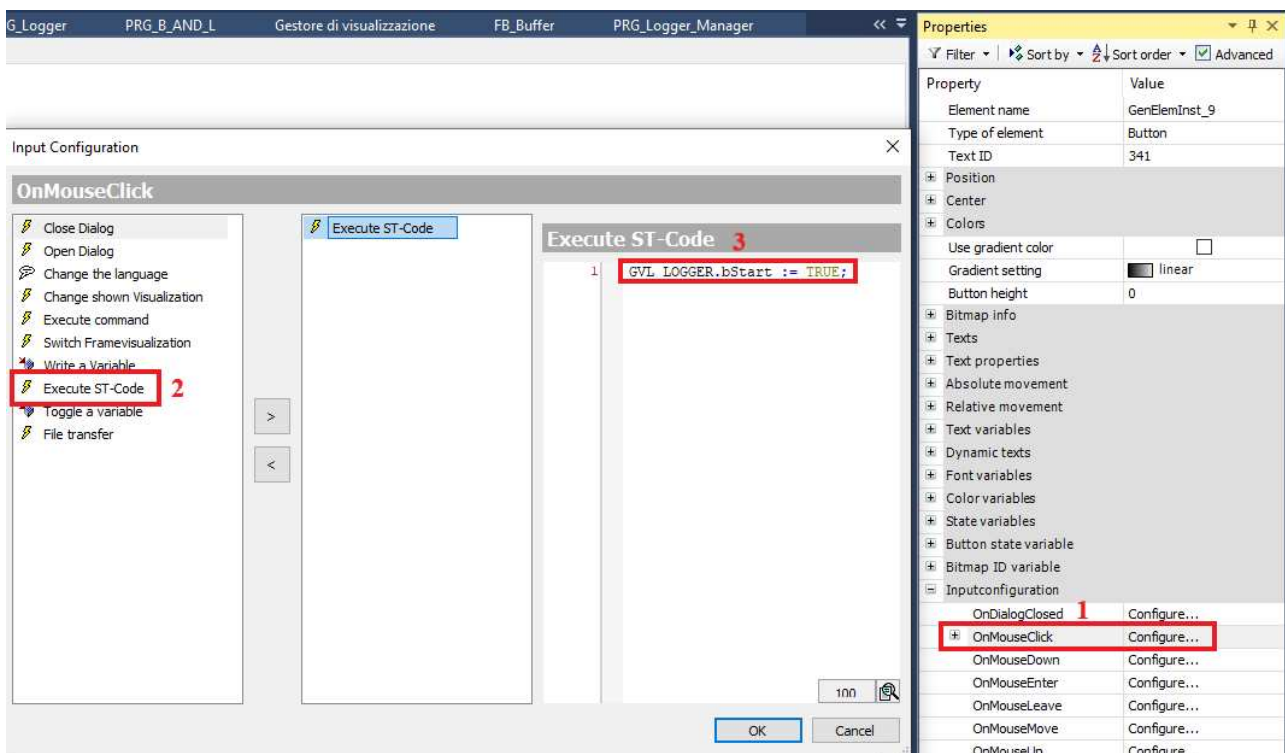 G_Logger PRG_B_AND_L Gestore di visualizzazione FB_Buffer PRG_Logger_Manager
Input Configuration
OnMouseClick
Close Dialog
Open Dialog
Change the language
Change shown Visualization
Execute command
Switch Framevisualization
Write a Variable
Execute ST-Code 2
Toggle a variable
File transfer
>
<
Execute ST-Code
Execute ST-Code 3
1 GVL_LOGGER.bStart := TRUE;
100
OK Cancel
Properties
Filter Sort by Sort order Advanced
Property Value
Element name GenElemInst_9
Type of element Button
Text ID 341
Position
Center
Colors
Use gradient color
Gradient setting linear
Button height 0
Bitmap info
Texts
Text properties
Absolute movement
Relative movement
Text variables
Dynamic texts
Font variables
Color variables
State variables
Button state variable
Bitmap ID variable
Inputconfiguration
OnDialogClosed 1 Configure...
OnMouseClick Configure...
OnMouseDown Configure...
OnMouseEnter Configure...
OnMouseLeave Configure...
OnMouseMove Configure...
OnMouseUp Configure...